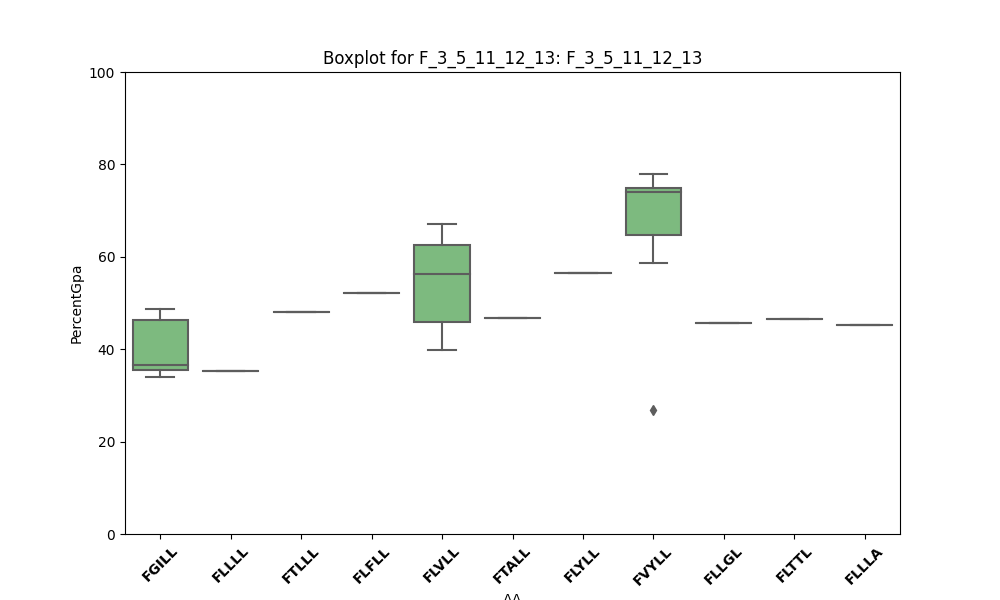 Boxplot for F_3_5_11_12_13: F_3_5_11_12_13
100
80
60
40
20
0
PercentGpa
FGILL
FLLLL
FTLLL
FLFLL
FLVLL
FTALL
FLYLL
FVYLL
FLLGL
FLTTL
FLLLA
AA